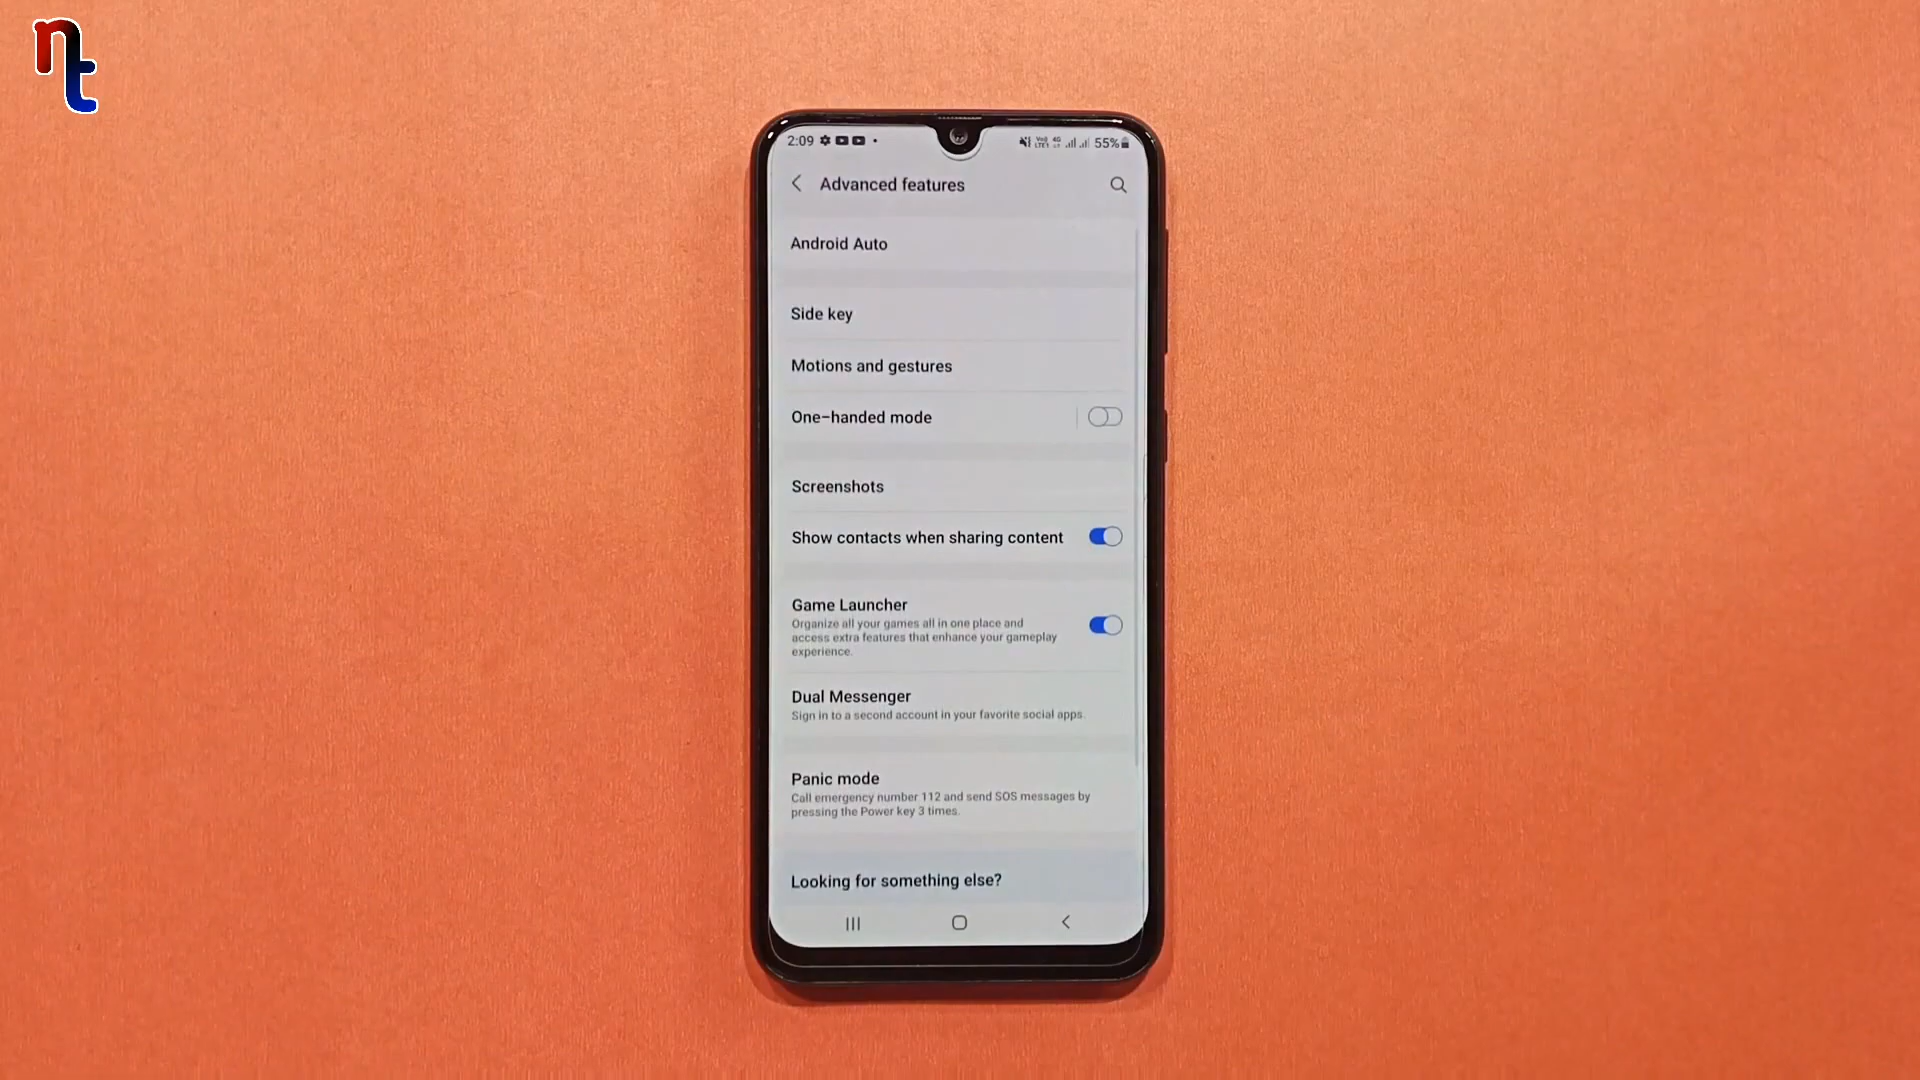 nt
2:09
55%
Advanced features
Android Auto
Side key
Motions and gestures
One-handed mode
Screenshots
Show contacts when sharing content
Game Launcher
Organize all your games all in one place and
access extra features that enhance your gameplay
experience.
Dual Messenger
Sign in to a second account in your favorite social apps.
Panic mode
Call emergency number 112 and send SOS messages by
pressing the Power key 3 times.
Looking for something else?